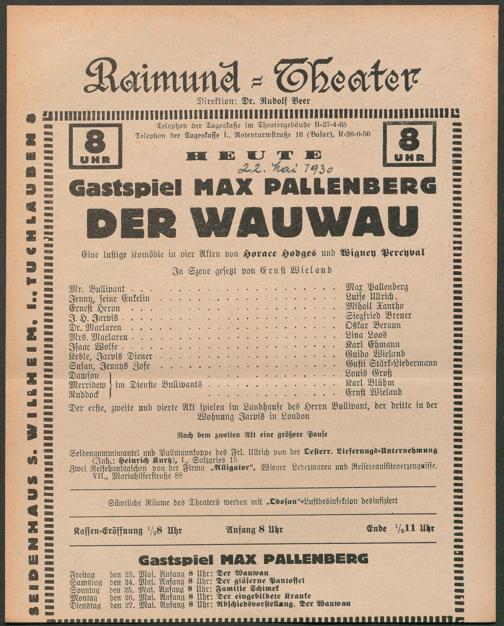 Raimund-Theater
Direktion: Dr. Rudolf Beer
8 UHR
Telephon der Tageskasse im Theatergebäude B-27-4-65
Telephon der Tageskasse I., Rotenturmstraße 16 (Basar), R-26-0-50
8 UHR
HEUTE
22. Mai 1930
Gastspiel MAX PALLENBERG
DER WAUWAU
Eine lustige Komödie in vier Akten von Horace Hodges und Wigney Percyval
In Szene gesetzt von Ernst Wieland
Mr. Bullivant . . . Max Pallenberg
Jenny, seine Enkelin . . . Luise Ullrich
Ernest Heron . . . Mihail Xantho
J. H. Jarvis . . . Siegfried Brener
Dr. Maclaren . . . Oskar Beraun
Mrs. Maclaren . . . Lina Loos
Isaac Wolfe . . . Karl Ehmann
Keble, Jarvis Diener . . . Guido Wieland
Susan, Jennys Zofe . . . Gusti Stärk-Liedermann
Dawson . . . Louis Groß
Merridew } im Dienste Bullivants . . . Karl Blühm
Ruddock . . . Ernst Wieland
Der erste, zweite und vierte Akt spielen im Landhause des Herrn Bullivant, der dritte in der
Wohnung Jarvis in London
Nach dem zweiten Akt eine größere Pause
Seidengummimantel und Pullmannkappe des Frl. Ullrich von der Oesterr. Lieferungs-Unternehmung
(Inh.: Heinrich Kurtz), I., Salzgries 15
Zwei Reisehandtaschen von der Firma „Alligator“, Wiener Lederwaren und Reiserequisitenerzeugnisse,
VII., Mariahilferstraße 88
Sämtliche Räume des Theaters werden mit „Odosan“-Luftdesinfektion desinfiziert
Kassen-Eröffnung ½8 Uhr Anfang 8 Uhr Ende ½11 Uhr
Gastspiel MAX PALLENBERG
Freitag den 23. Mai. Anfang 8 Uhr: Der Wauwau
Samstag den 24. Mai. Anfang 8 Uhr: Der gläserne Pantoffel
Sonntag den 25. Mai. Anfang 8 Uhr: Familie Schimek
Montag den 26. Mai. Anfang 8 Uhr: Der eingebildete Kranke
Dienstag den 27. Mai. Anfang 8 Uhr: Abschiedsvorstellung. Der Wauwau
SEIDENHAUS S. WILLHEIM, I., TUCHLAUBEN 8